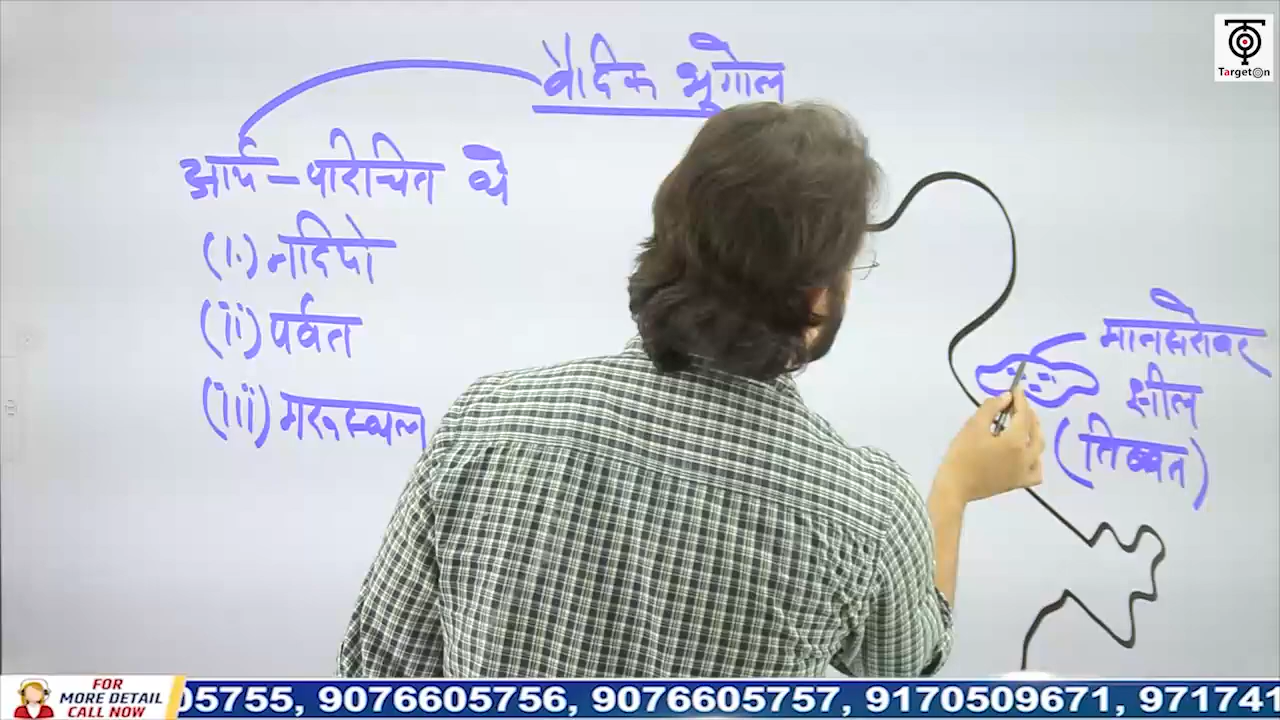 वैदिक भूगोल
आर्य - परिचित थे
(i.) नदियो
(ii) पर्वत
(iii) मरूस्थल
मानसरोवर
झील
(तिब्बत)
TargetOn
FOR
MORE DETAIL
CALL NOW
05755, 9076605756, 9076605757, 9170509671, 971741